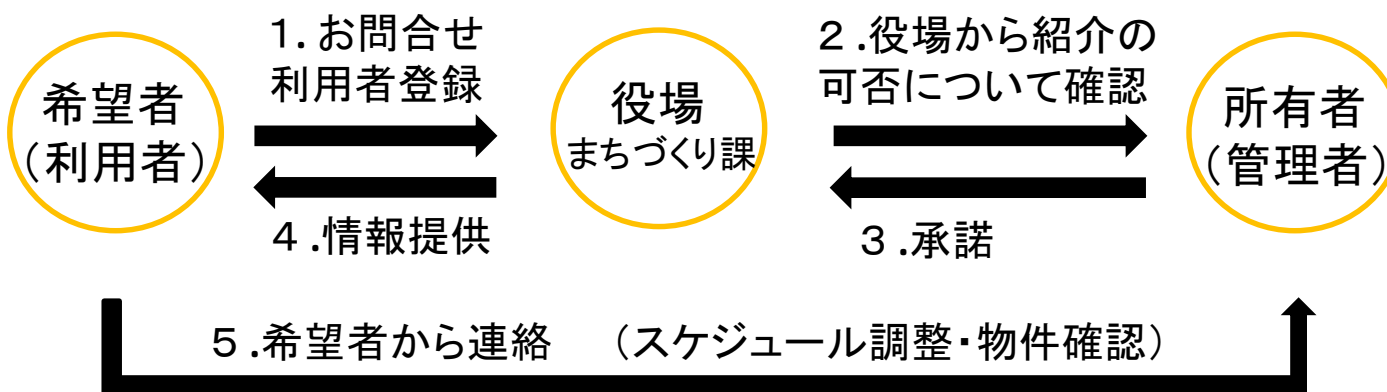 1.お問合せ
利用者登録
2.役場から紹介の
可否について確認
希望者
(利用者)
役場
まちづくり課
所有者
(管理者)
4.情報提供
3.承諾
5.希望者から連絡 (スケジュール調整・物件確認)